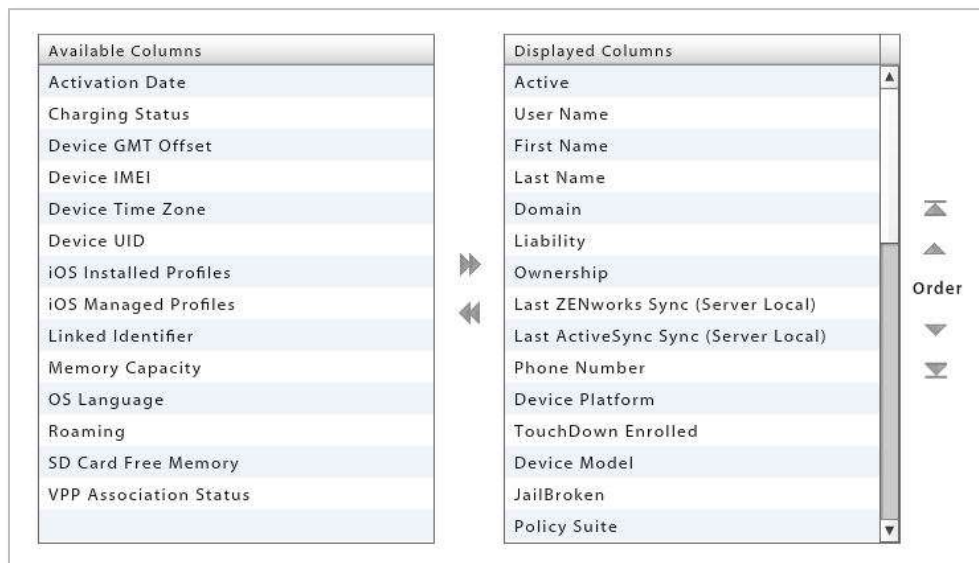 Available Columns
Activation Date
Charging Status
Device GMT Offset
Device IMEI
Device Time Zone
Device UID
iOS Installed Profiles
iOS Managed Profiles
Linked Identifier
Memory Capacity
OS Language
Roaming
SD Card Free Memory
VPP Association Status
Displayed Columns
Active
User Name
First Name
Last Name
Domain
Liability
Ownership
Last ZENworks Sync (Server Local)
Last ActiveSync Sync (Server Local)
Phone Number
Device Platform
TouchDown Enrolled
Device Model
JailBroken
Policy Suite
Order